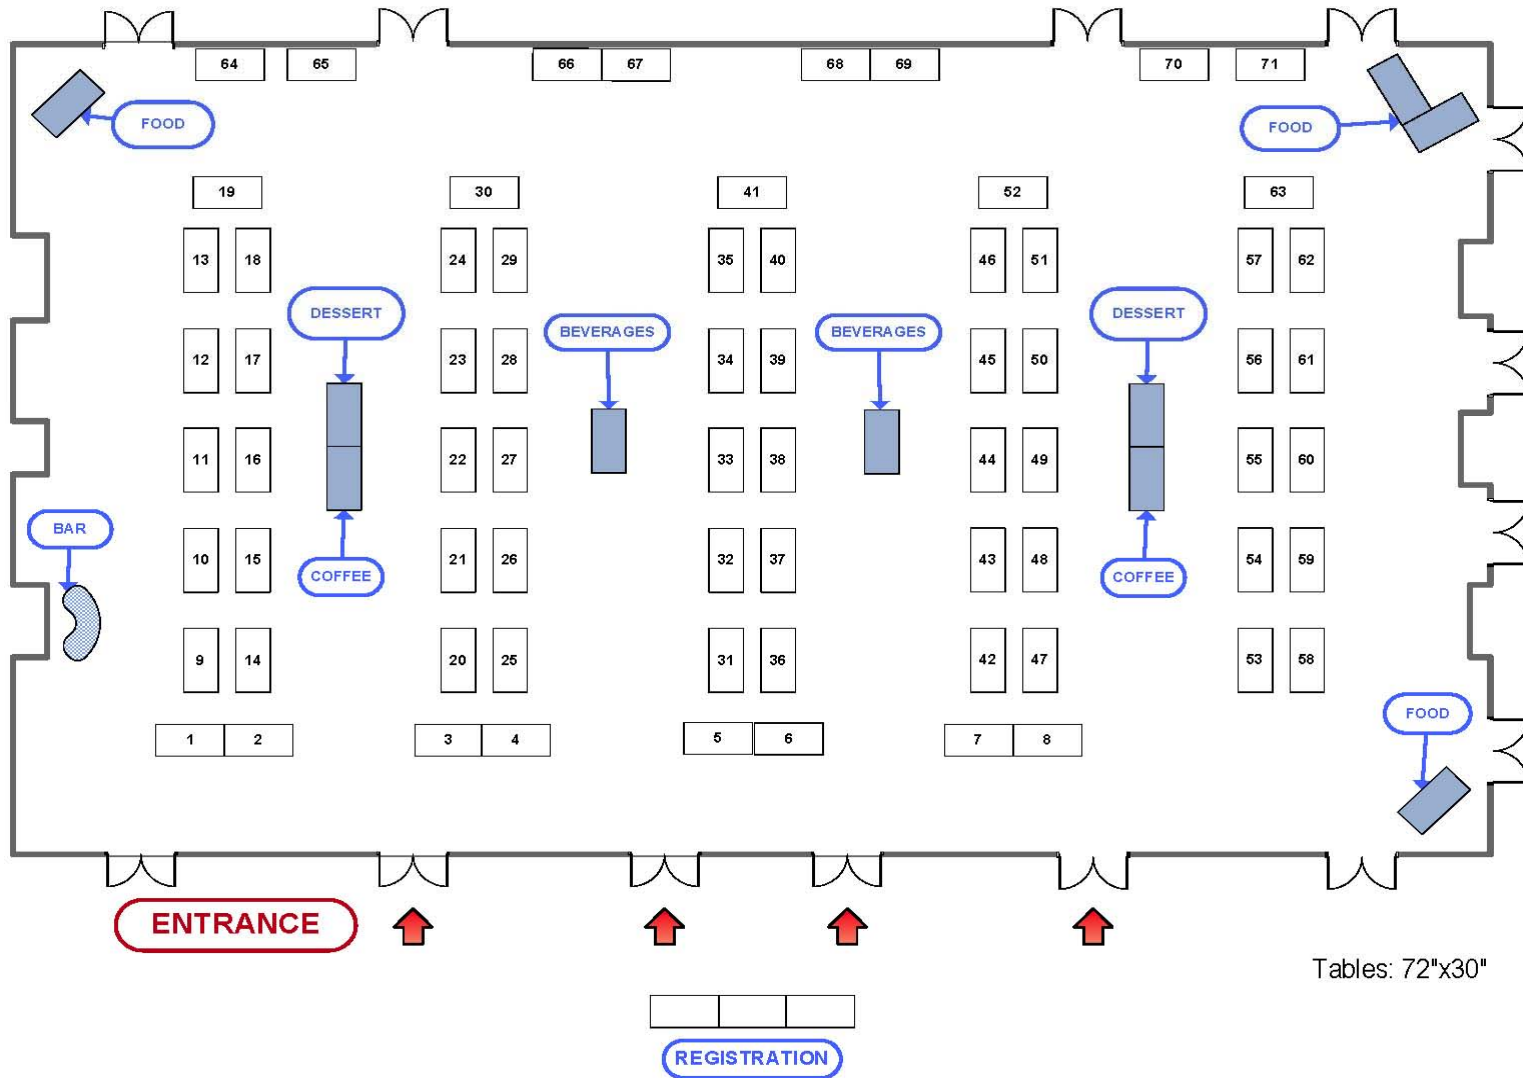 64 65 66 67 68 69 70 71
FOOD FOOD
19 30 41 52 63
13 18 24 29 35 40 46 51 57 62
DESSERT DESSERT
BEVERAGES BEVERAGES
12 17 23 28 34 39 45 50 56 61
11 16 22 27 33 38 44 49 55 60
BAR
10 15 21 26 32 37 43 48 54 59
COFFEE COFFEE
9 14 20 25 31 36 42 47 53 58
FOOD
1 2 3 4 5 6 7 8
ENTRANCE
Tables: 72"x30"
REGISTRATION